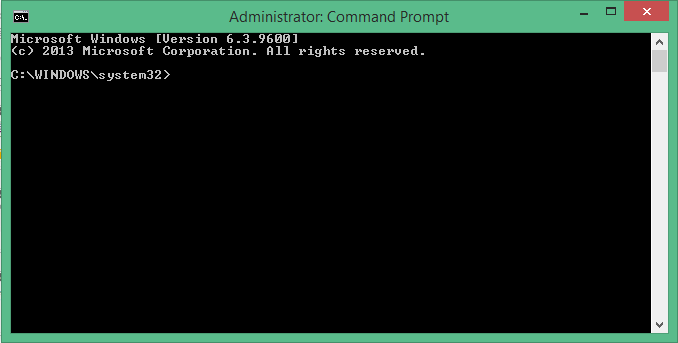 Administrator: Command Prompt
Microsoft Windows [Version 6.3.9600]
(c) 2013 Microsoft Corporation. All rights reserved.
C:\WINDOWS\system32>